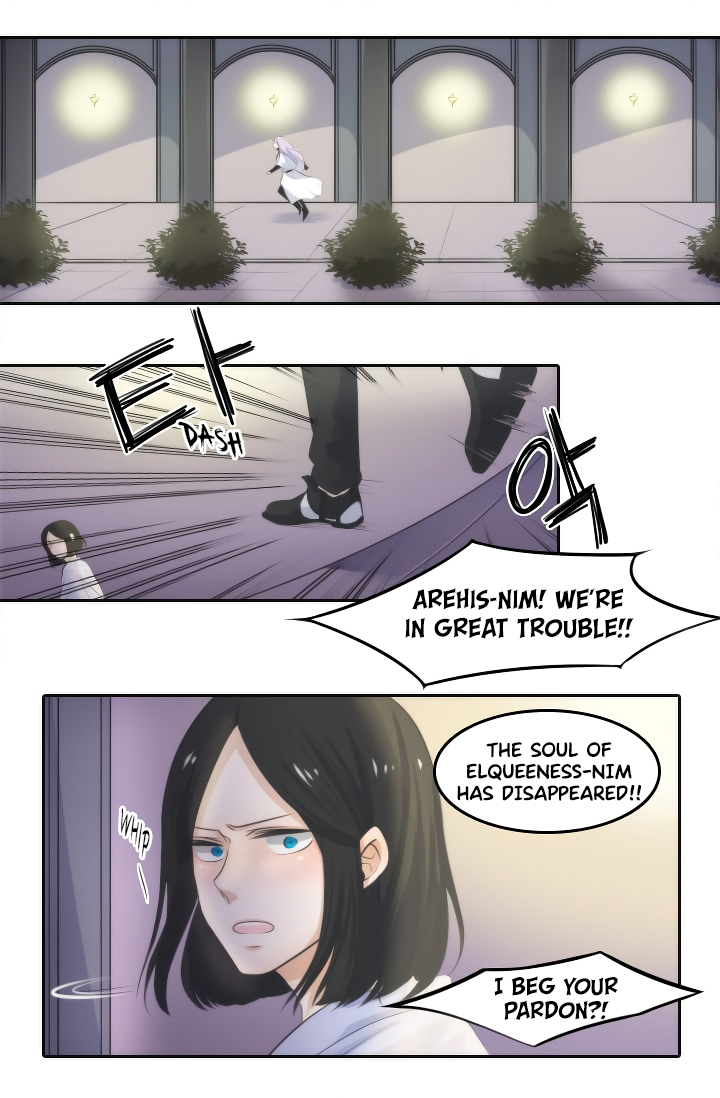 타
DASH
앗
AREHIS-NIM! WE'RE
IN GREAT TROUBLE!!
THE SOUL OF
ELQUEENESS-NIM
HAS DISAPPEARED!!
WHIP
I BEG YOUR
PARDON?!